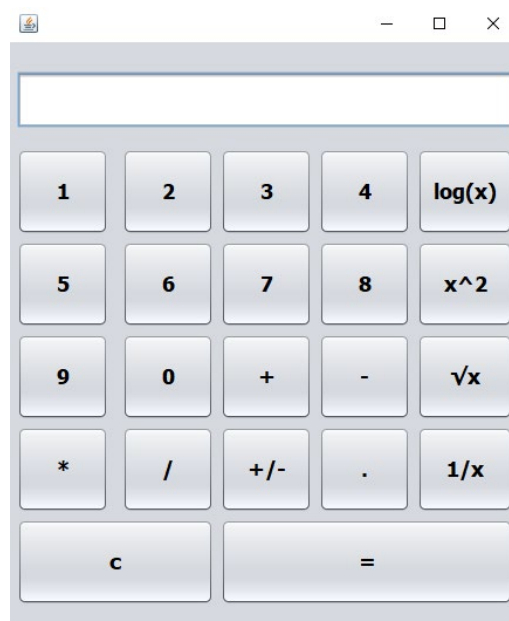 1 2 3 4 log(x)
5 6 7 8 x^2
9 0 + - √x
* / +/- . 1/x
c =